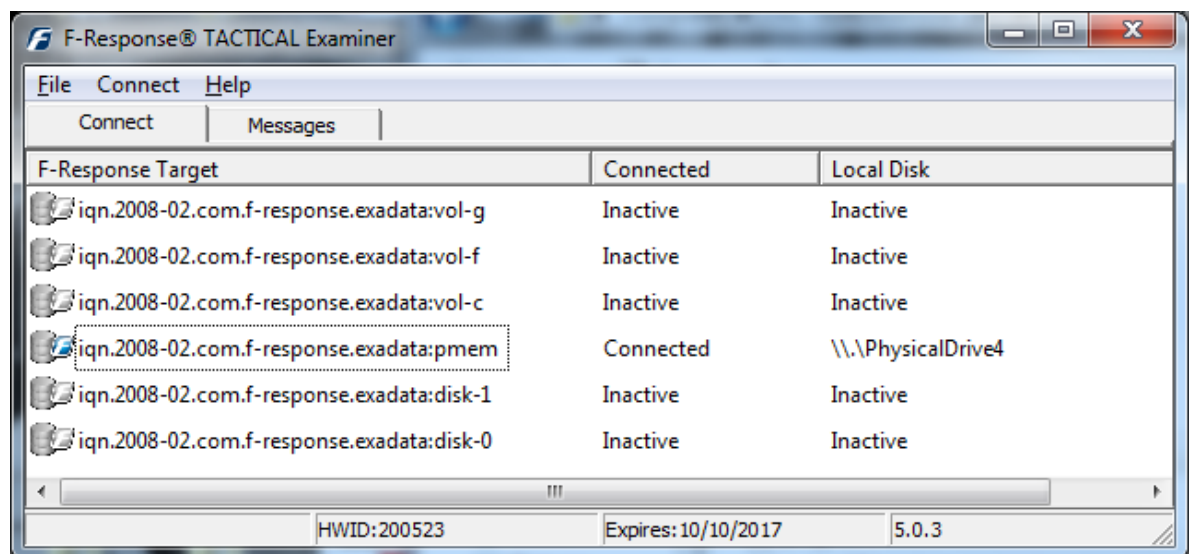 F-Response® TACTICAL Examiner
File Connect Help
Connect Messages
F-Response Target Connected Local Disk
iqn.2008-02.com.f-response.exadata:vol-g Inactive Inactive
iqn.2008-02.com.f-response.exadata:vol-f Inactive Inactive
iqn.2008-02.com.f-response.exadata:vol-c Inactive Inactive
iqn.2008-02.com.f-response.exadata:pmem Connected \\.\PhysicalDrive4
iqn.2008-02.com.f-response.exadata:disk-1 Inactive Inactive
iqn.2008-02.com.f-response.exadata:disk-0 Inactive Inactive
HWID:200523 Expires:10/10/2017 5.0.3